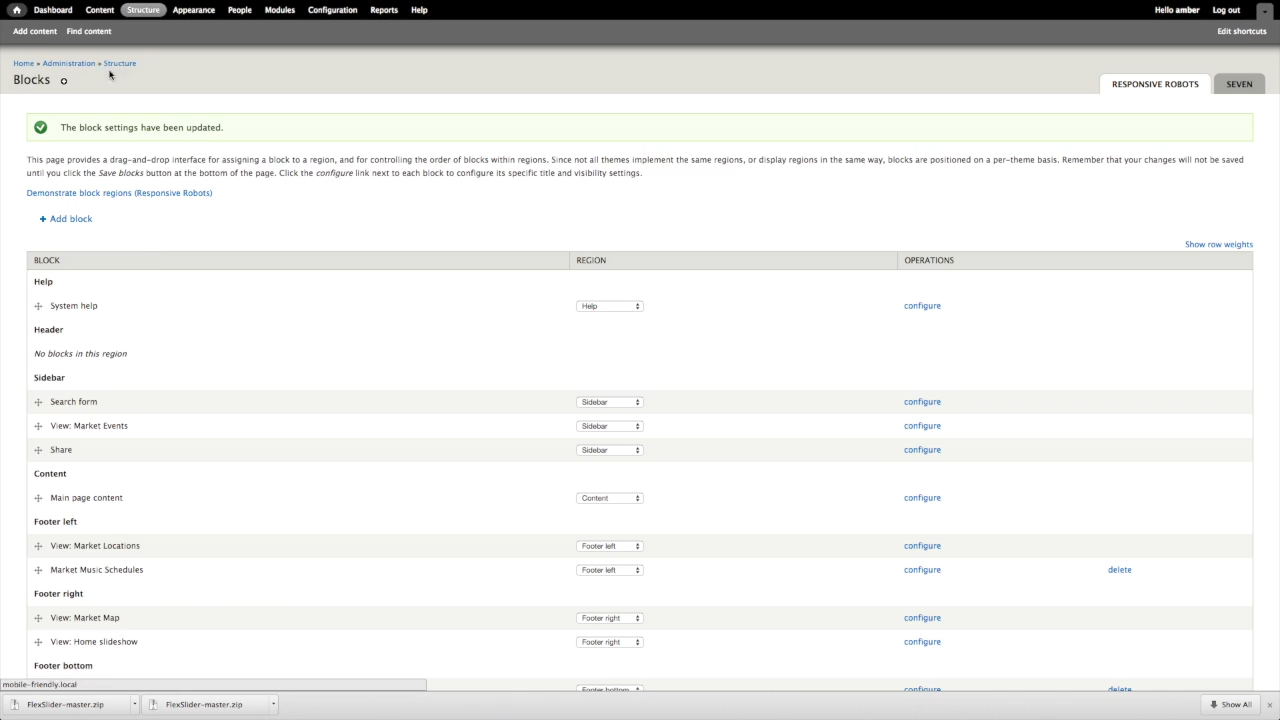 Dashboard Content Structure Appearance People Modules Configuration Reports Help Hello amber Log out
Add content Find content Edit shortcuts
Home » Administration » Structure
Blocks
RESPONSIVE ROBOTS SEVEN
The block settings have been updated.
This page provides a drag-and-drop interface for assigning a block to a region, and for controlling the order of blocks within regions. Since not all themes implement the same regions, or display regions in the same way, blocks are positioned on a per-theme basis. Remember that your changes will not be saved
until you click the Save blocks button at the bottom of the page. Click the configure link next to each block to configure its specific title and visibility settings.
Demonstrate block regions (Responsive Robots)
+ Add block
Show row weights
BLOCK REGION OPERATIONS
Help
System help Help configure
Header
No blocks in this region
Sidebar
Search form Sidebar configure
View: Market Events Sidebar configure
Share Sidebar configure
Content
Main page content Content configure
Footer left
View: Market Locations Footer left configure
Market Music Schedules Footer left configure delete
Footer right
View: Market Map Footer right configure
View: Home slideshow Footer right configure
Footer bottom
Footer bottom configure delete
mobile-friendly.local
FlexSlider-master.zip FlexSlider-master.zip Show All